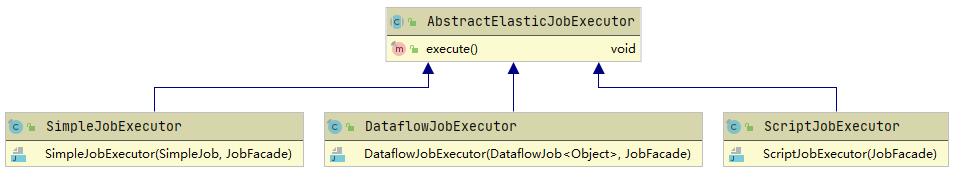 AbstractElasticJobExecutor
execute() void
SimpleJobExecutor
SimpleJobExecutor(SimpleJob, JobFacade)
DataflowJobExecutor
DataflowJobExecutor(DataflowJob<Object>, JobFacade)
ScriptJobExecutor
ScriptJobExecutor(JobFacade)